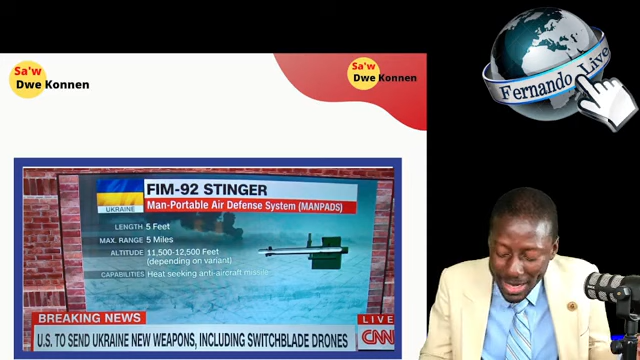 Sa'w
Dwe Konnen
Sa'w
Dwe Konnen
Fernando Live
FIM-92 STINGER
Man-Portable Air Defense System (MANPADS)
UKRAINE
LENGTH 5 Feet
MAX. RANGE 5 Miles
ALTITUDE 11,500-12,500 Feet
(depending on variant)
CAPABILITIES Heat seeking anti-aircraft missile
BREAKING NEWS
LIVE
U.S. TO SEND UKRAINE NEW WEAPONS, INCLUDING SWITCHBLADE DRONES
CNN